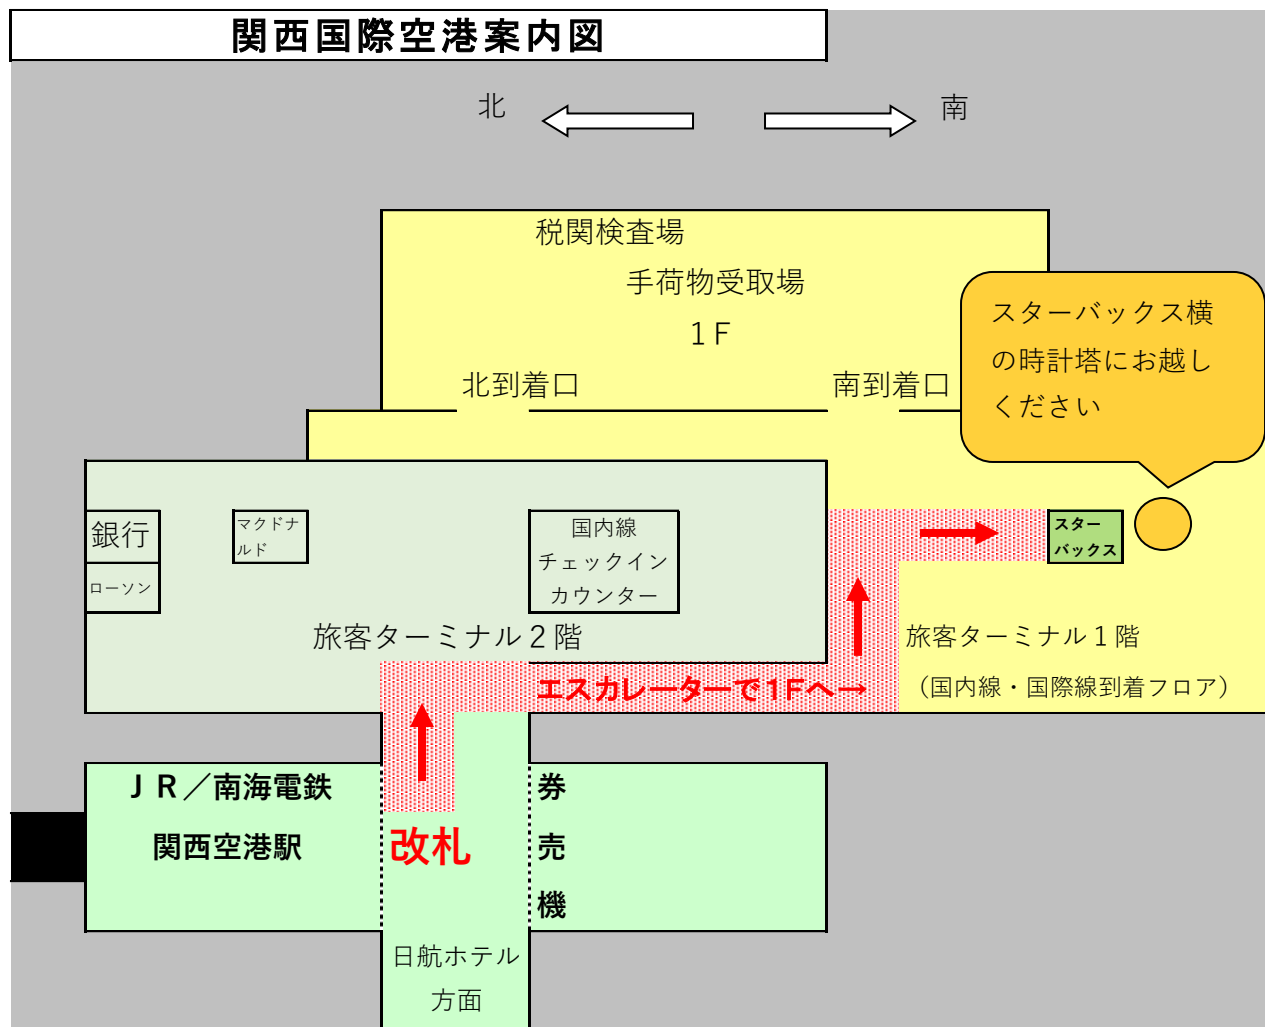 関西国際空港案内図
北
南
税関検査場
手荷物受取場
１Ｆ
北到着口
南到着口
スターバックス横
の時計塔にお越し
ください
銀行
ローソン
マクドナ
ルド
国内線
チェックイン
カウンター
スター
バックス
旅客ターミナル２階
旅客ターミナル１階
（国内線・国際線到着フロア）
エスカレーターで１Ｆへ→
ＪＲ／南海電鉄
関西空港駅
改札
券
売
機
日航ホテル
方面